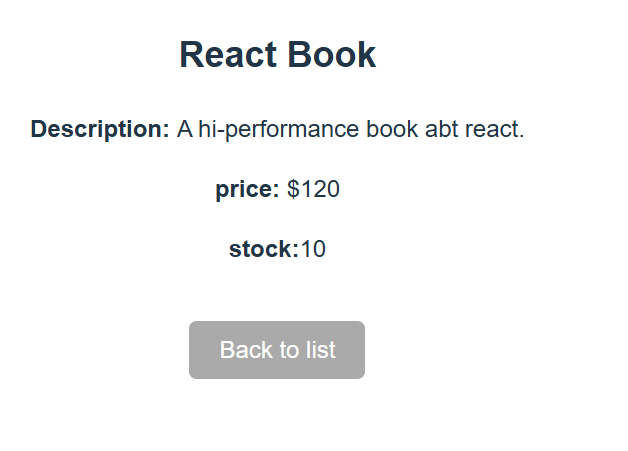 React Book
Description: A hi-performance book abt react.
price: $120
stock:10
Back to list